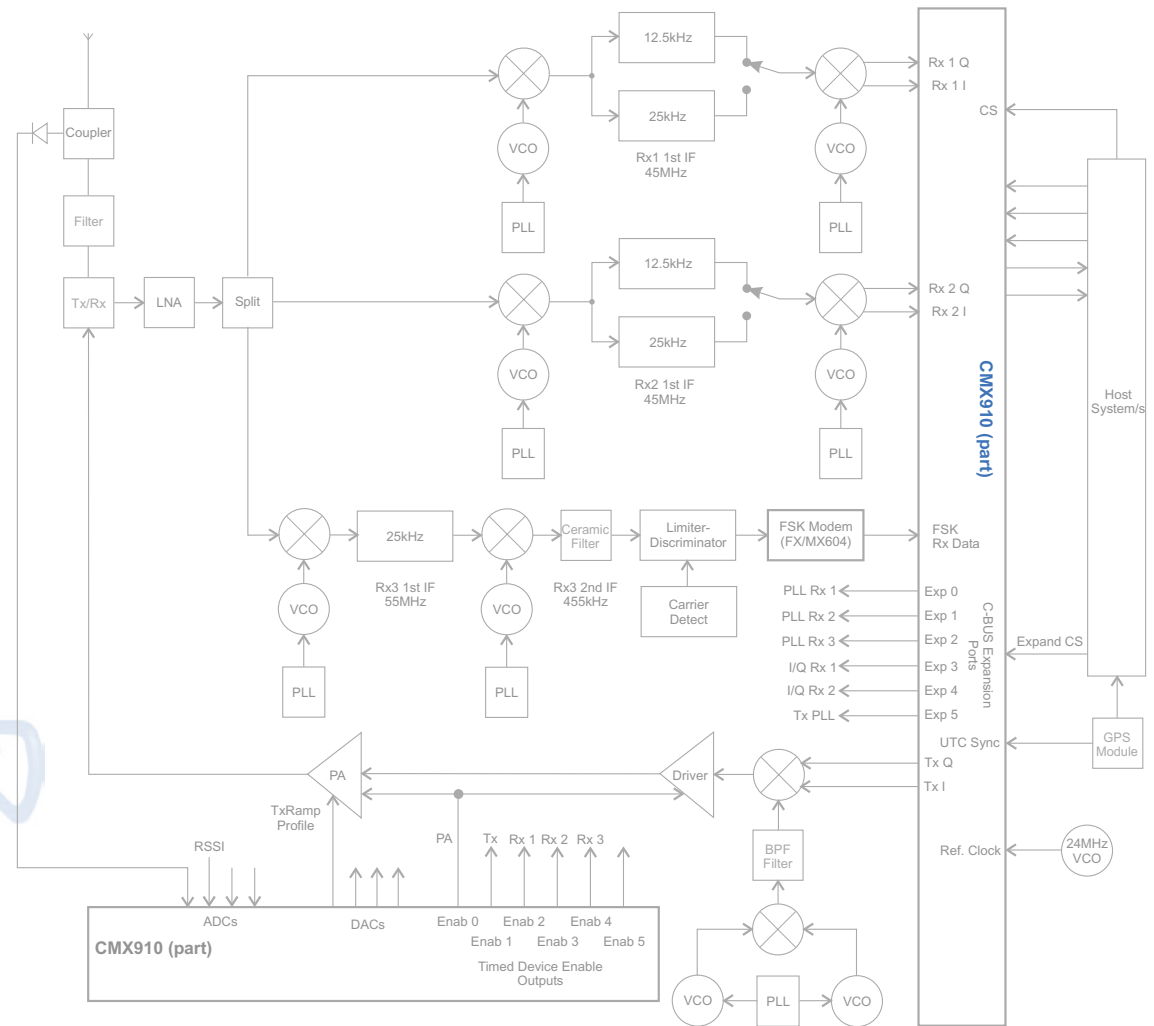 12.5kHz
25kHz
Rx1 1st IF
45MHz
VCO
PLL
VCO
PLL
Rx 1 Q
Rx 1 I
CS
Coupler
Filter
Tx/Rx
LNA
Split
12.5kHz
25kHz
Rx2 1st IF
45MHz
VCO
PLL
VCO
PLL
Rx 2 Q
Rx 2 I
CMX910 (part)
Host
System/s
25kHz
Rx3 1st IF
55MHz
VCO
PLL
Ceramic
Filter
Rx3 2nd IF
455kHz
VCO
PLL
Limiter-
Discriminator
Carrier
Detect
FSK Modem
(FX/MX604)
FSK
Rx Data
PLL Rx 1
Exp 0
PLL Rx 2
Exp 1
PLL Rx 3
Exp 2
I/Q Rx 1
Exp 3
I/Q Rx 2
Exp 4
Tx PLL
Exp 5
C-BUS Expansion
Ports
Expand CS
UTC Sync
GPS
Module
Tx Q
Tx I
Driver
PA
TxRamp
Profile
BPF
Filter
Ref. Clock
24MHz
VCO
RSSI
PA
Tx
Rx 1
Rx 2
Rx 3
ADCs
DACs
Enab 0
Enab 2
Enab 4
Enab 1
Enab 3
Enab 5
CMX910 (part)
Timed Device Enable
Outputs
VCO
PLL
VCO